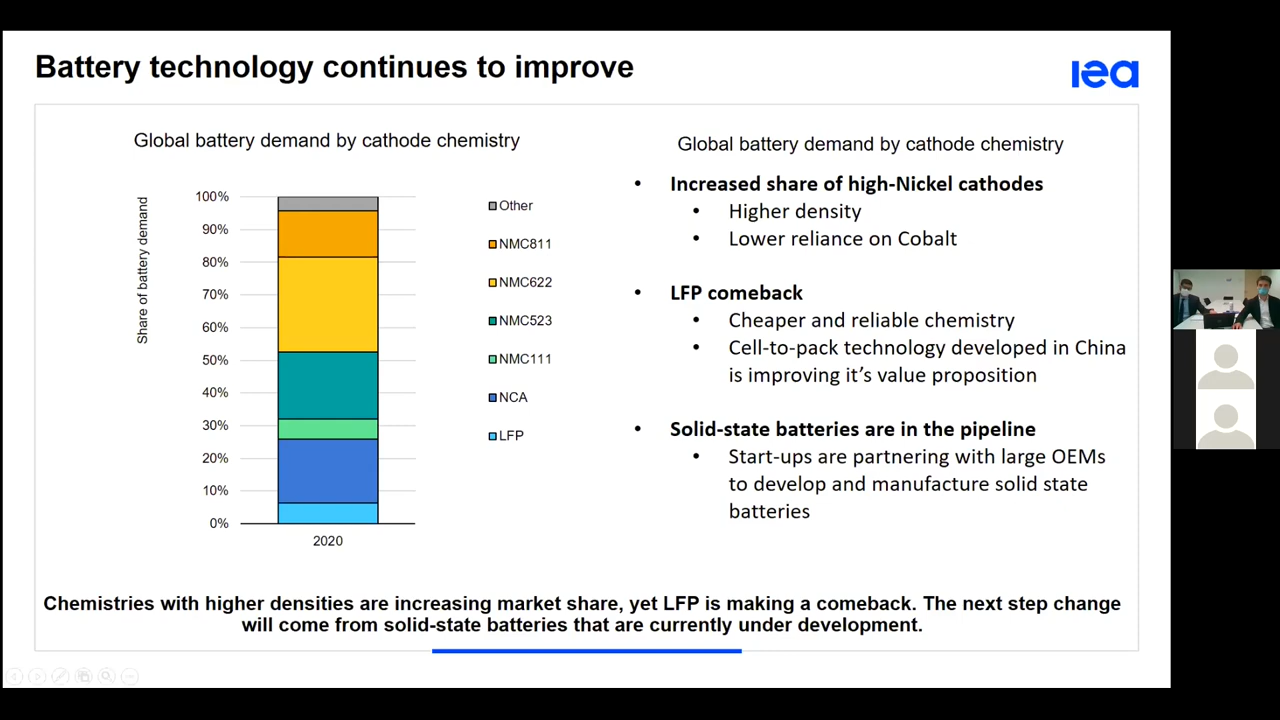 Battery technology continues to improve
iea
Global battery demand by cathode chemistry
Share of battery demand
100%
90%
80%
70%
60%
50%
40%
30%
20%
10%
0%
2020
Other
NMC811
NMC622
NMC523
NMC111
NCA
LFP
Global battery demand by cathode chemistry
• Increased share of high-Nickel cathodes
• Higher density
• Lower reliance on Cobalt
• LFP comeback
• Cheaper and reliable chemistry
• Cell-to-pack technology developed in China
is improving it’s value proposition
• Solid-state batteries are in the pipeline
• Start-ups are partnering with large OEMs
to develop and manufacture solid state
batteries
Chemistries with higher densities are increasing market share, yet LFP is making a comeback. The next step change
will come from solid-state batteries that are currently under development.